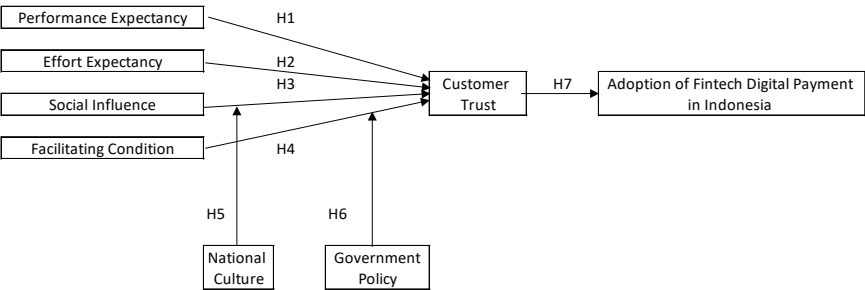 Performance Expectancy
H1
Effort Expectancy
H2
H3
Social Influence
Customer
Trust
H7
Adoption of Fintech Digital Payment
in Indonesia
Facilitating Condition
H4
H5
H6
National
Culture
Government
Policy